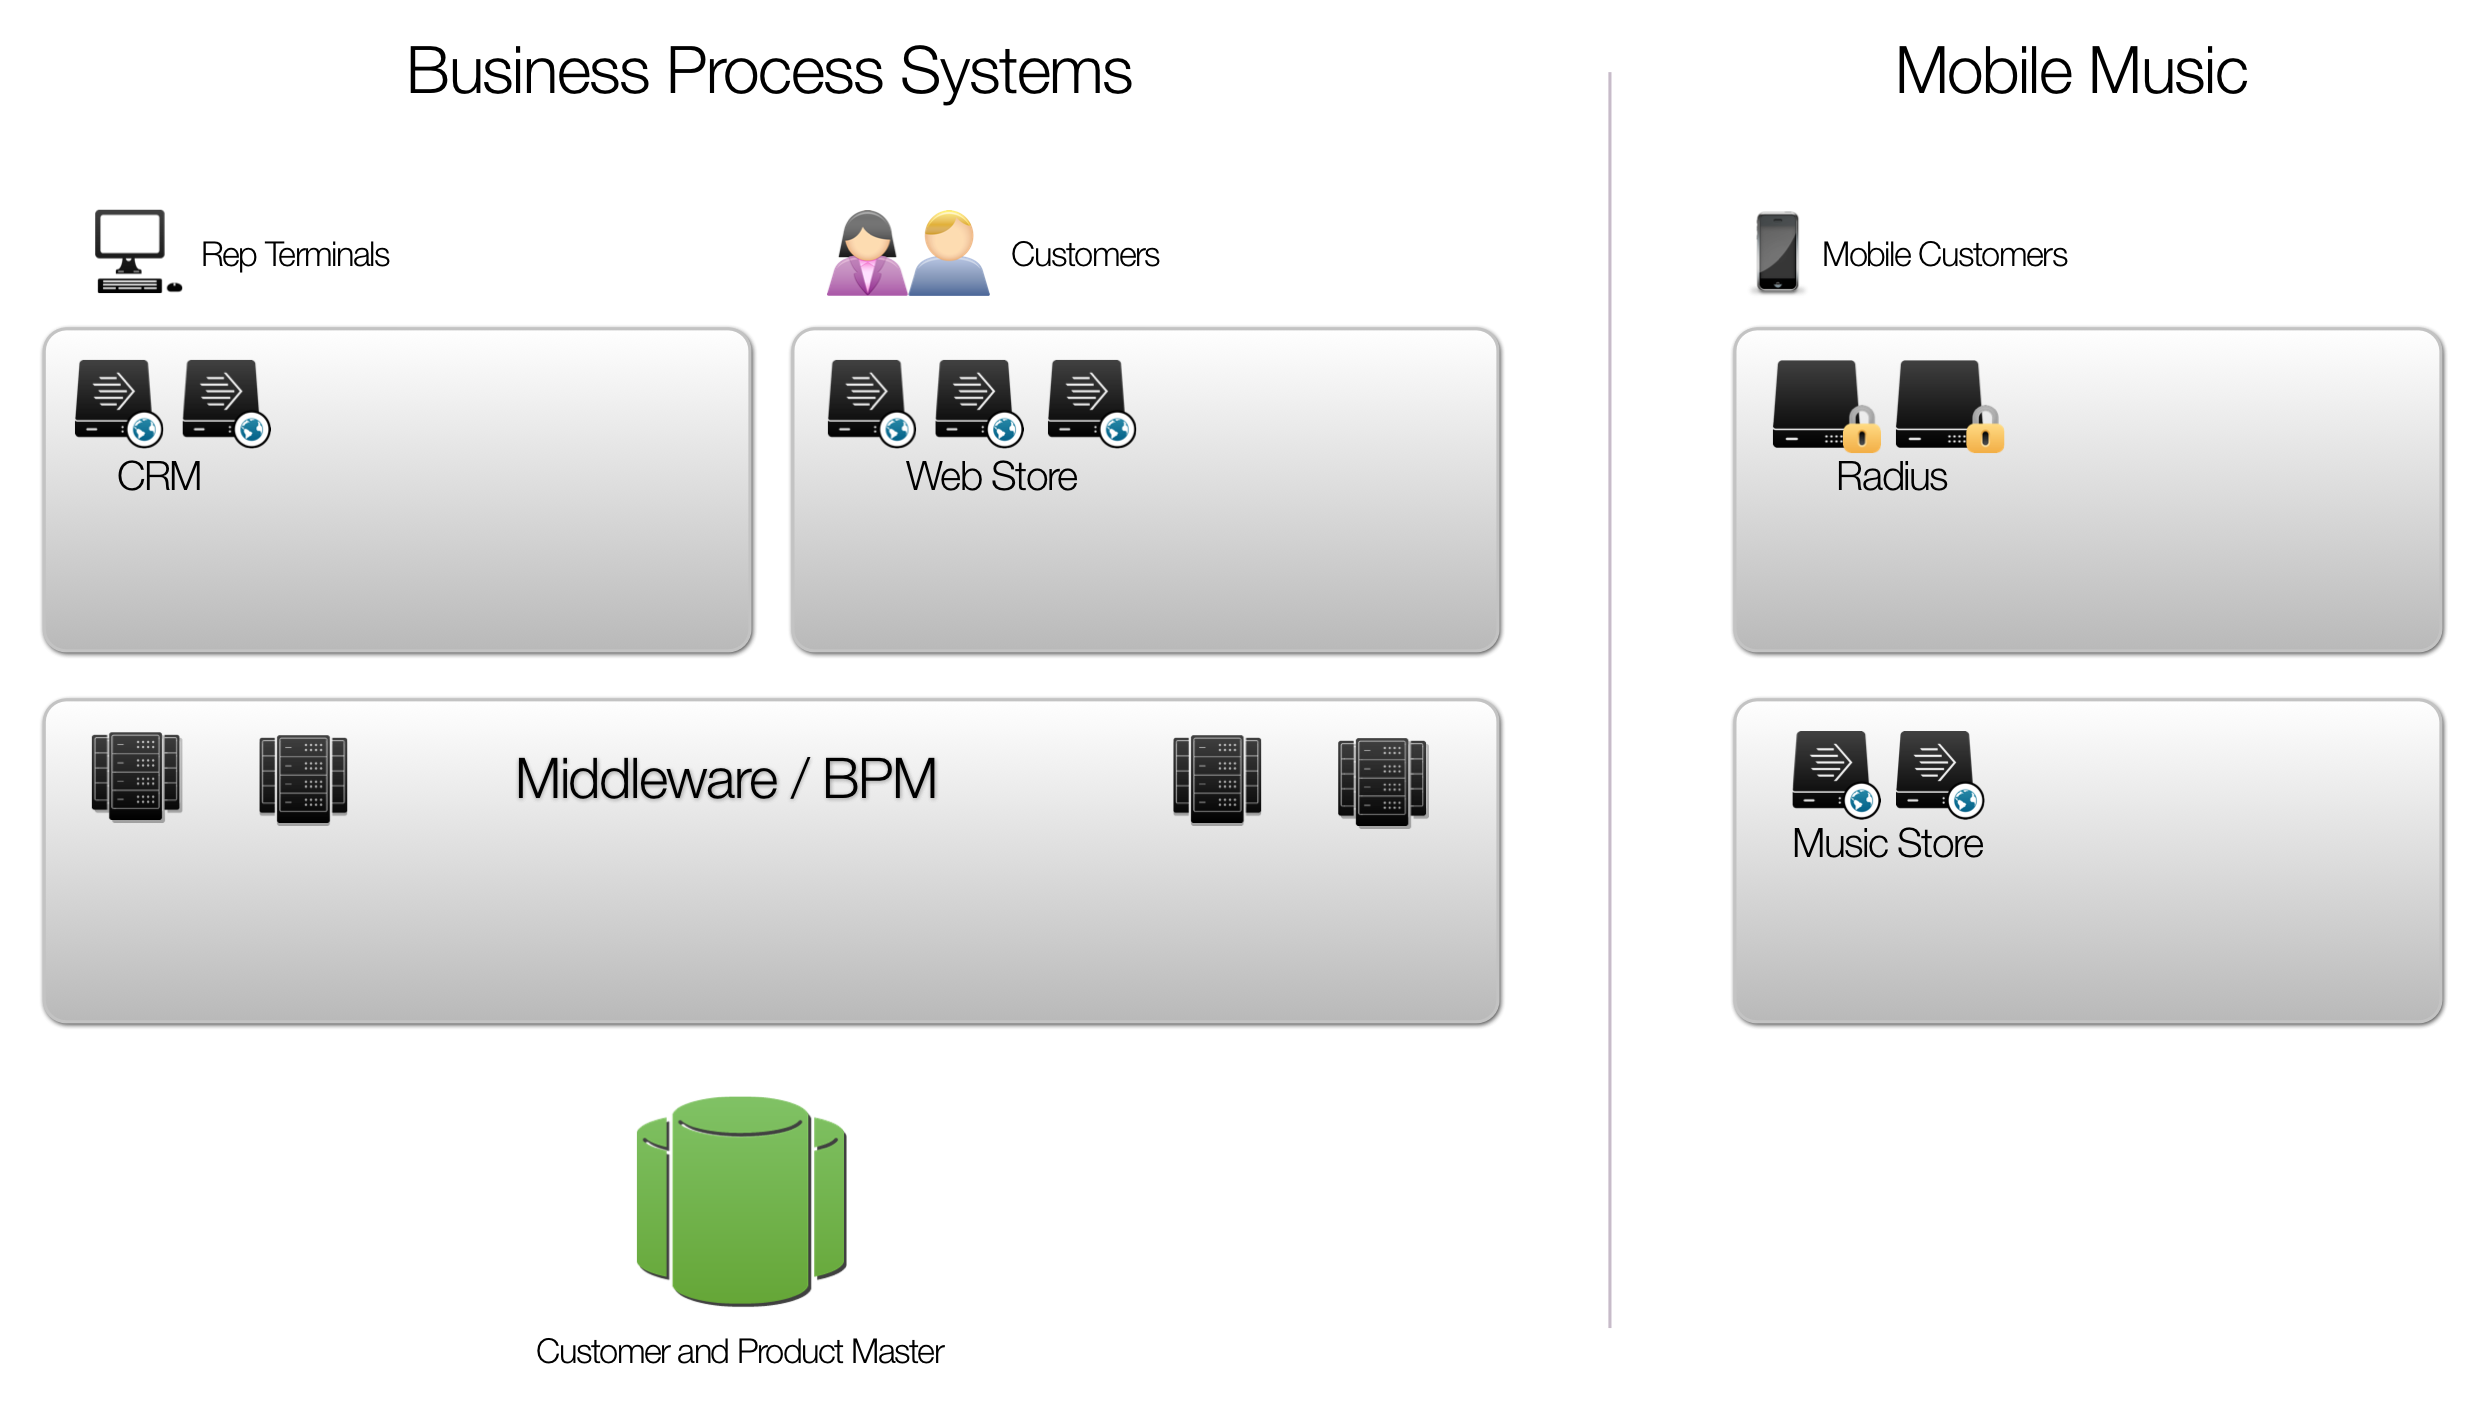 Business Process Systems
Mobile Music
Rep Terminals
Customers
Mobile Customers
CRM
Web Store
Radius
Middleware / BPM
Music Store
Customer and Product Master